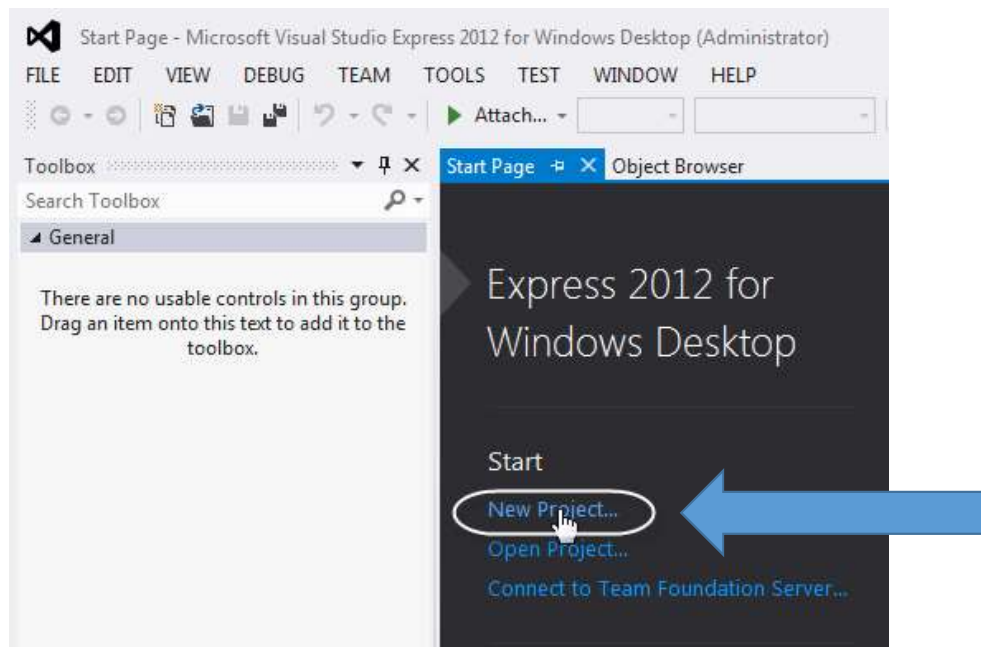 Start Page - Microsoft Visual Studio Express 2012 for Windows Desktop (Administrator)
FILE EDIT VIEW DEBUG TEAM TOOLS TEST WINDOW HELP
Attach...
Toolbox
Start Page Object Browser
Search Toolbox
General
There are no usable controls in this group.
Drag an item onto this text to add it to the
toolbox.
Express 2012 for
Windows Desktop
Start
New Project...
Open Project...
Connect to Team Foundation Server...